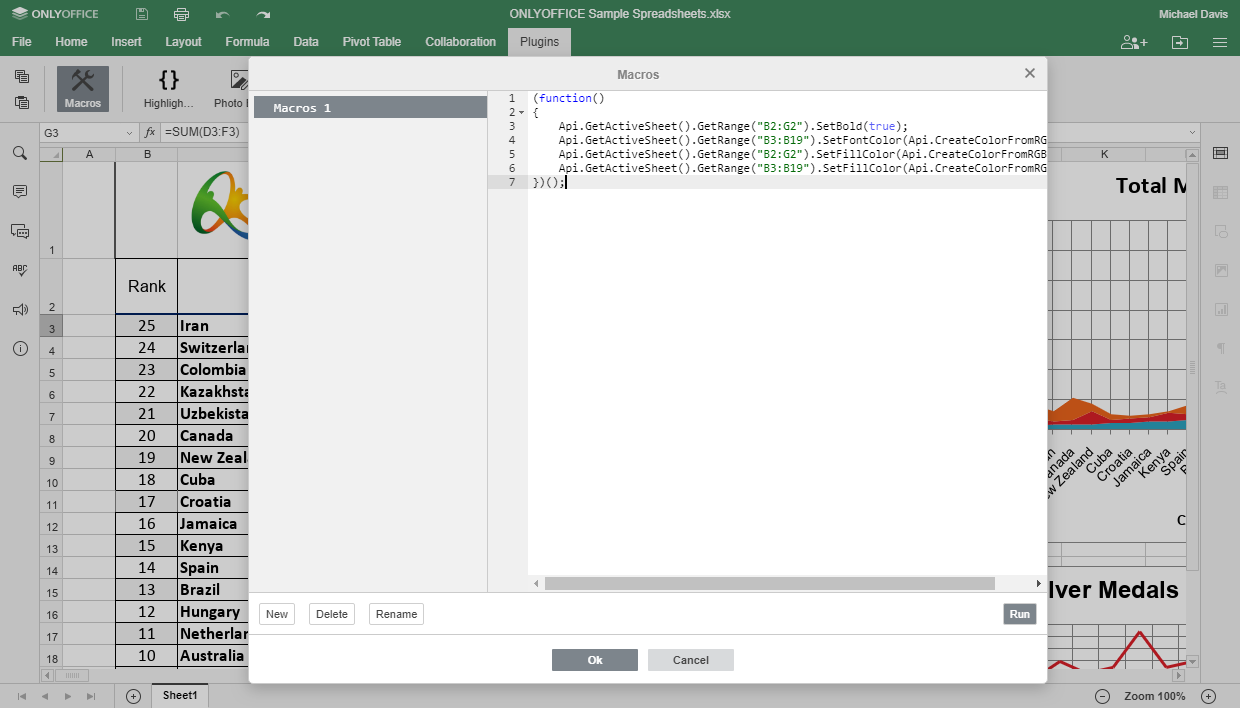 ONLYOFFICE
ONLYOFFICE Sample Spreadsheets.xlsx
Michael Davis
File Home Insert Layout Formula Data Pivot Table Collaboration Plugins
Macros
{}
Highligh...
Photo
G3
fx
=SUM(D3:F3)
A B
K
Macros
Macros 1
1 (function()
2 {
3 Api.GetActiveSheet().GetRange("B2:G2").SetBold(true);
4 Api.GetActiveSheet().GetRange("B3:B19").SetFontColor(Api.CreateColorFromRG
5 Api.GetActiveSheet().GetRange("B2:G2").SetFillColor(Api.CreateColorFromRGB
6 Api.GetActiveSheet().GetRange("B3:B19").SetFillColor(Api.CreateColorFromRG
7 })();
New Delete Rename
Run
Ok Cancel
1
2 Rank
3 25 Iran
4 24 Switzerlan
5 23 Colombia
6 22 Kazakhsta
7 21 Uzbekista
8 20 Canada
9 19 New Zeal
10 18 Cuba
11 17 Croatia
12 16 Jamaica
13 15 Kenya
14 14 Spain
15 13 Brazil
16 12 Hungary
17 11 Netherlan
18 10 Australia
Total M
anada
w Zealand
Cuba
Croatia
Jamaica
Kenya
Spain
C
lver Medals
ABC
Sheet1
Zoom 100%